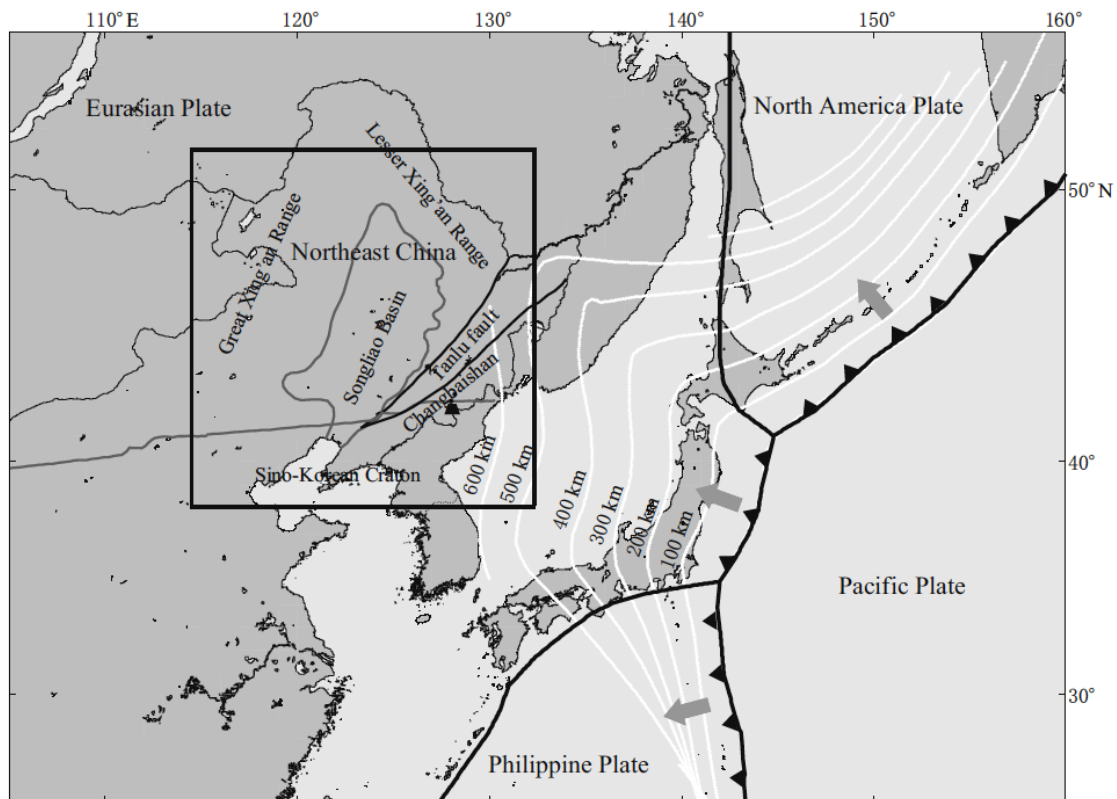 110°E
120°
130°
140°
150°
160°
Eurasian Plate
North America Plate
Lesser Xing'an Range
50°N
Great Xing'an Range
Northeast China
Songliao Basin
Tanlu fault
Changbaishan
40°
Sino-Korean Craton
600 km
500 km
400 km
300 km
200 km
100 km
Pacific Plate
30°
Philippine Plate